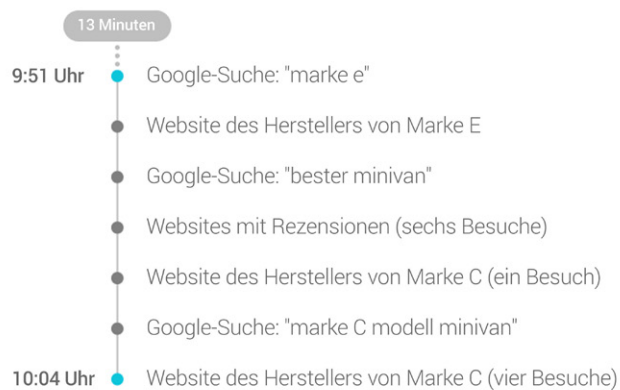 13 Minuten
9:51 Uhr Google-Suche: "marke e"
Website des Herstellers von Marke E
Google-Suche: "bester minivan"
Websites mit Rezensionen (sechs Besuche)
Website des Herstellers von Marke C (ein Besuch)
Google-Suche: "marke C modell minivan"
10:04 Uhr Website des Herstellers von Marke C (vier Besuche)